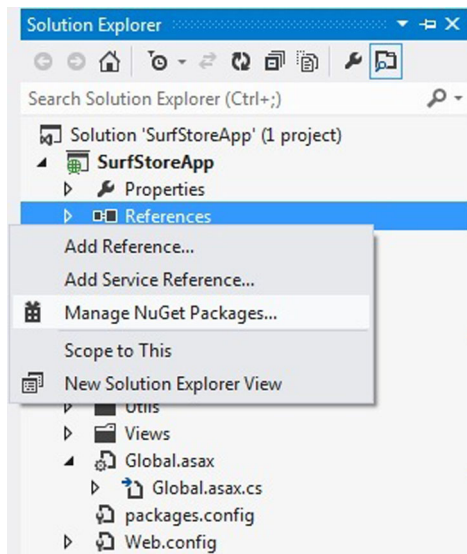 Solution Explorer
Search Solution Explorer (Ctrl+;)
Solution 'SurfStoreApp' (1 project)
SurfStoreApp
Properties
References
Add Reference...
Add Service Reference...
Manage NuGet Packages...
Scope to This
New Solution Explorer View
Utils
Views
Global.asax
Global.asax.cs
packages.config
Web.config